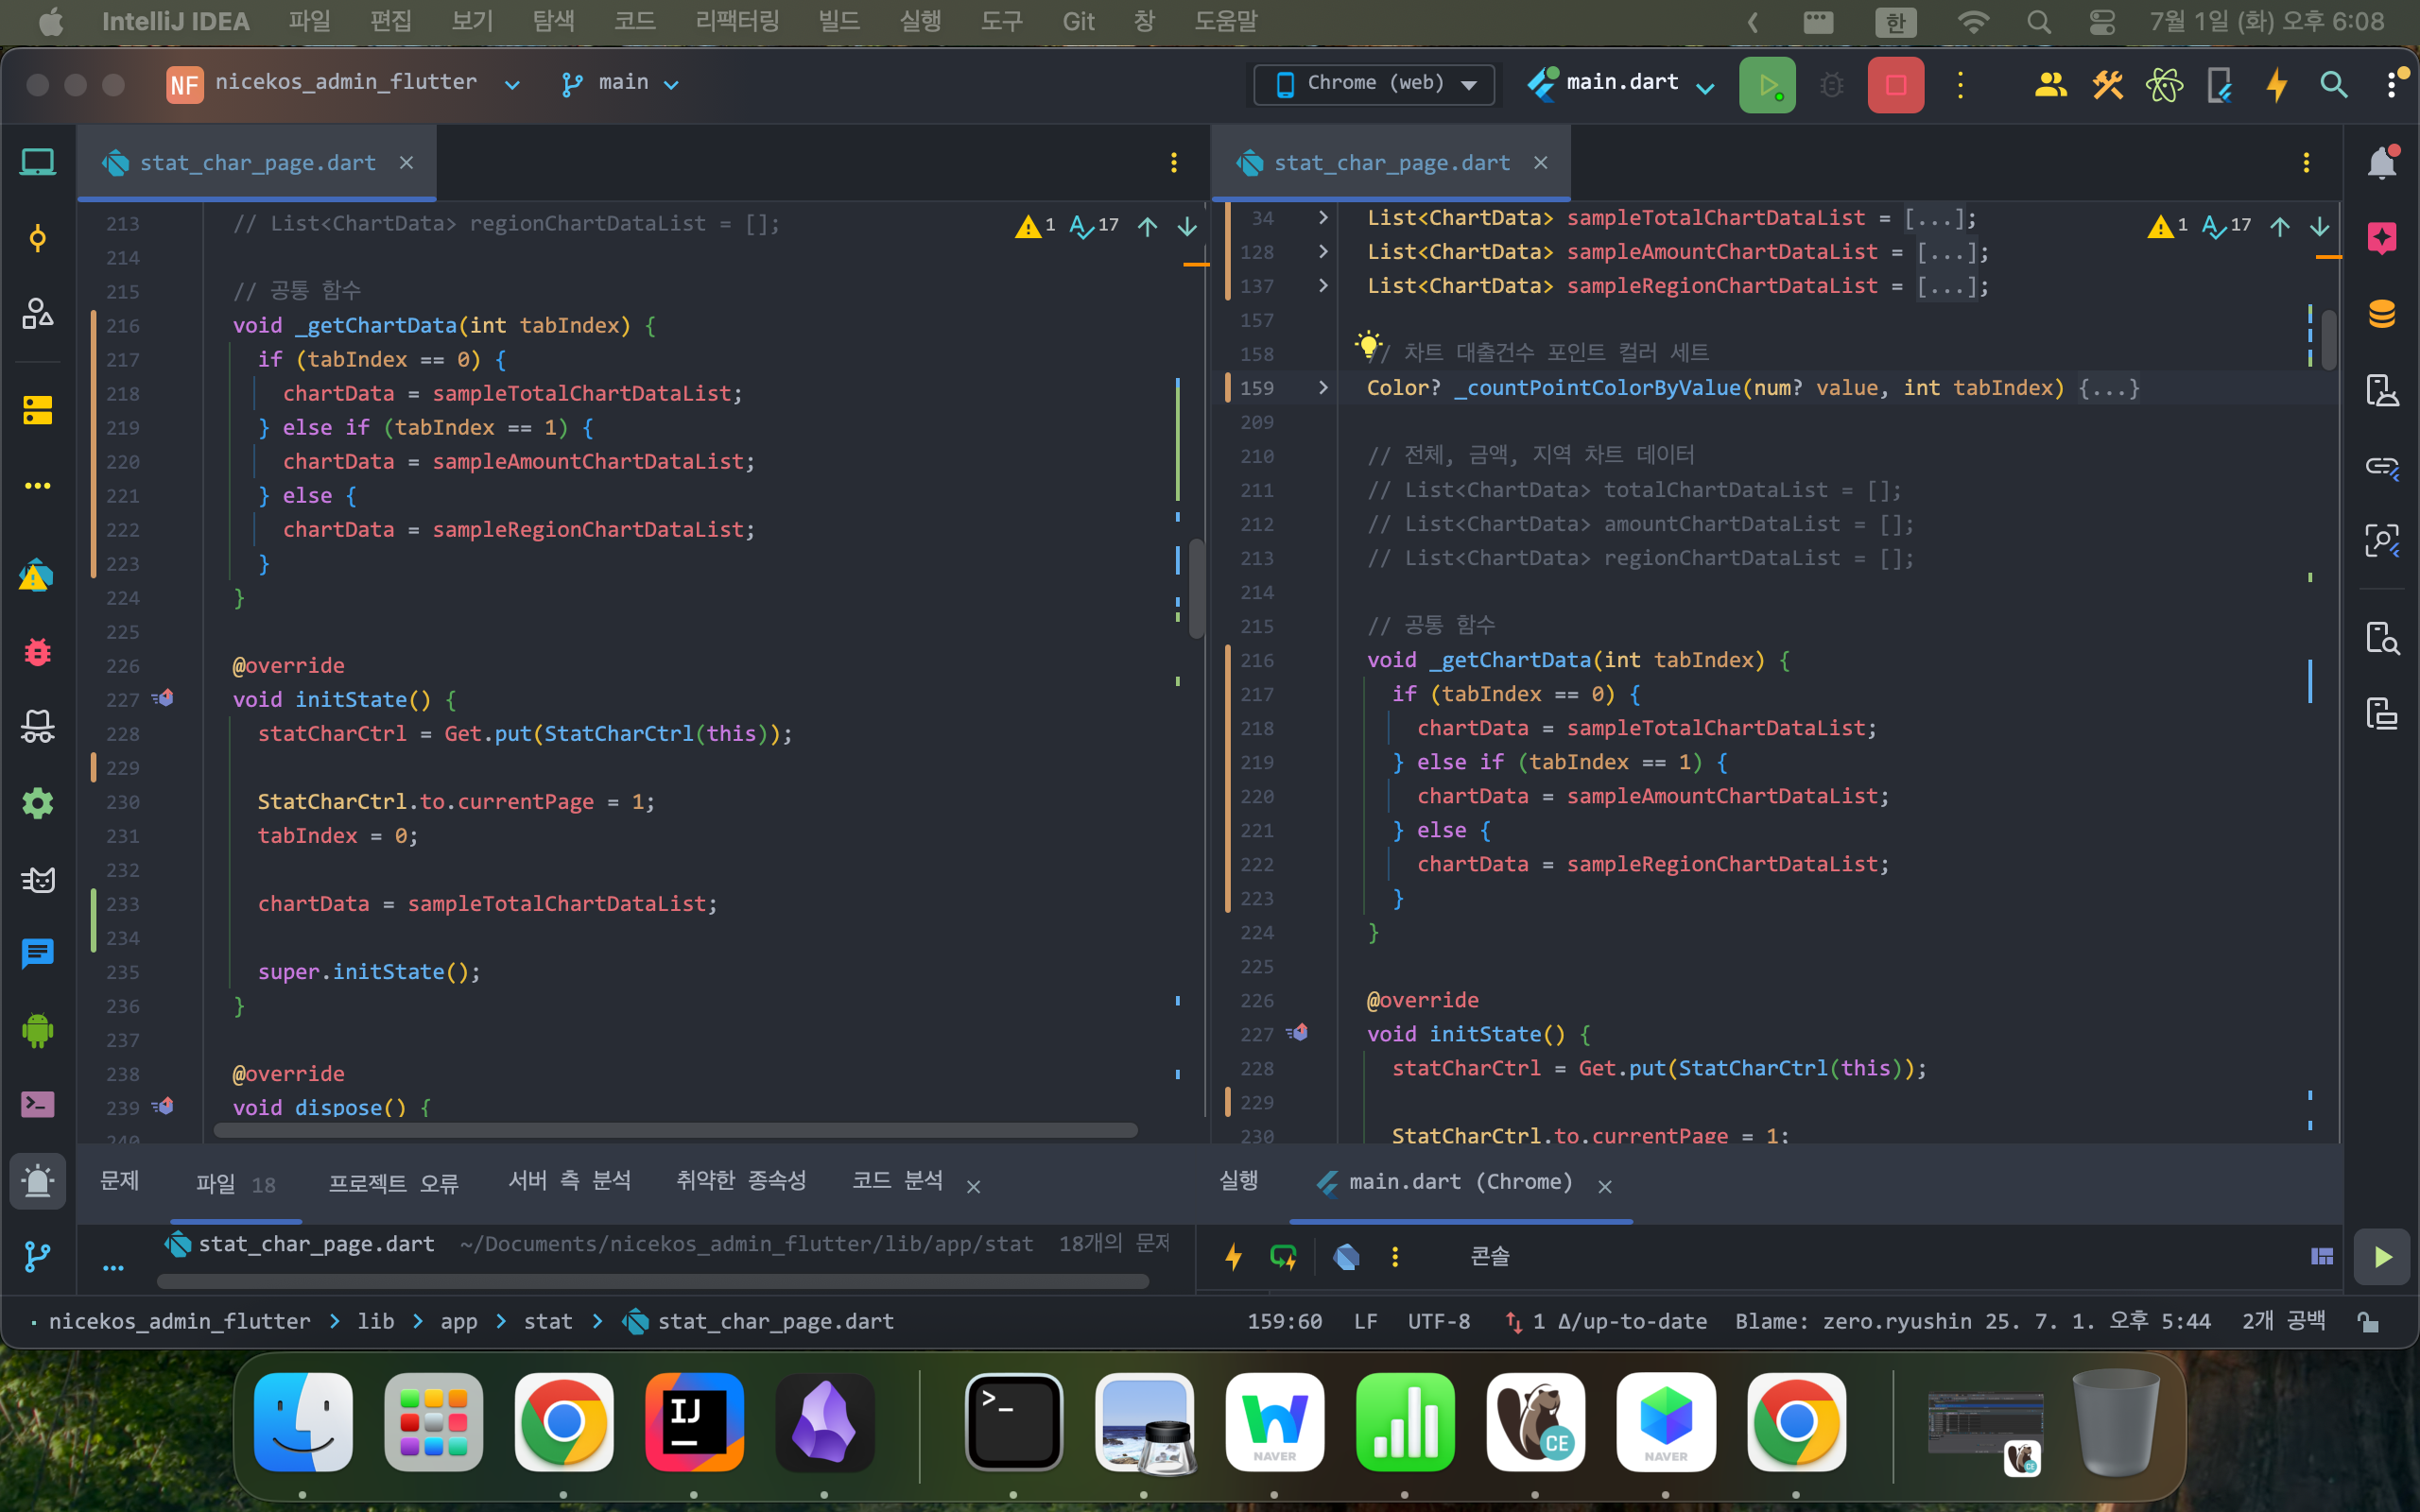 IntelliJ IDEA 파일 편집 보기 탐색 코드 리팩터링 빌드 실행 도구 Git 창 도움말 한 7월 1일 (화) 오후 6:08
NF nicekos_admin_flutter main Chrome (web) main.dart
stat_char_page.dart
213 // List<ChartData> regionChartDataList = []; 1 17
214
215 // 공통 함수
216 void _getChartData(int tabIndex) {
217 if (tabIndex == 0) {
218 chartData = sampleTotalChartDataList;
219 } else if (tabIndex == 1) {
220 chartData = sampleAmountChartDataList;
221 } else {
222 chartData = sampleRegionChartDataList;
223 }
224 }
225
226 @override
227 void initState() {
228 statCharCtrl = Get.put(StatCharCtrl(this));
229
230 StatCharCtrl.to.currentPage = 1;
231 tabIndex = 0;
232
233 chartData = sampleTotalChartDataList;
234
235 super.initState();
236 }
237
238 @override
239 void dispose() {
240
stat_char_page.dart
34 List<ChartData> sampleTotalChartDataList = [...]; 1 17
128 List<ChartData> sampleAmountChartDataList = [...];
137 List<ChartData> sampleRegionChartDataList = [...];
157
158 // 차트 대출건수 포인트 컬러 세트
159 Color? _countPointColorByValue(num? value, int tabIndex) {...}
209
210 // 전체, 금액, 지역 차트 데이터
211 // List<ChartData> totalChartDataList = [];
212 // List<ChartData> amountChartDataList = [];
213 // List<ChartData> regionChartDataList = [];
214
215 // 공통 함수
216 void _getChartData(int tabIndex) {
217 if (tabIndex == 0) {
218 chartData = sampleTotalChartDataList;
219 } else if (tabIndex == 1) {
220 chartData = sampleAmountChartDataList;
221 } else {
222 chartData = sampleRegionChartDataList;
223 }
224 }
225
226 @override
227 void initState() {
228 statCharCtrl = Get.put(StatCharCtrl(this));
229
230 StatCharCtrl.to.currentPage = 1;
문제 파일 18 프로젝트 오류 서버 측 분석 취약한 종속성 코드 분석
stat_char_page.dart ~/Documents/nicekos_admin_flutter/lib/app/stat 18개의 문제
실행 main.dart (Chrome)
콘솔
nicekos_admin_flutter lib app stat stat_char_page.dart 159:60 LF UTF-8 1 Δ/up-to-date Blame: zero.ryushin 25. 7. 1. 오후 5:44 2개 공백
IJ >_ NAVER CE NAVER